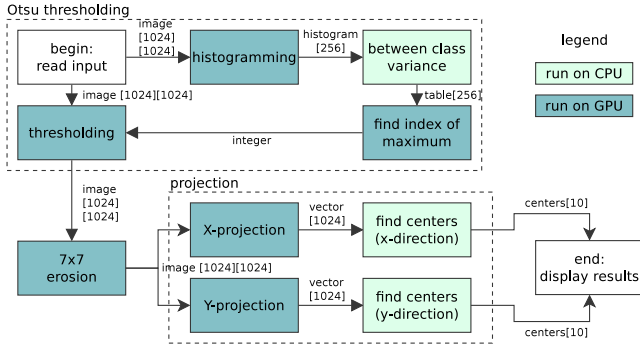 Otsu thresholding
begin:
read input
image
[1024]
[1024]
histogramming
histogram
[256]
between class
variance
legend
run on CPU
run on GPU
image [1024][1024]
table[256]
thresholding
integer
find index of
maximum
image
[1024]
[1024]
projection
7x7
erosion
image [1024][1024]
X-projection
vector
[1024]
find centers
(x-direction)
centers[10]
Y-projection
vector
[1024]
find centers
(y-direction)
centers[10]
end:
display results